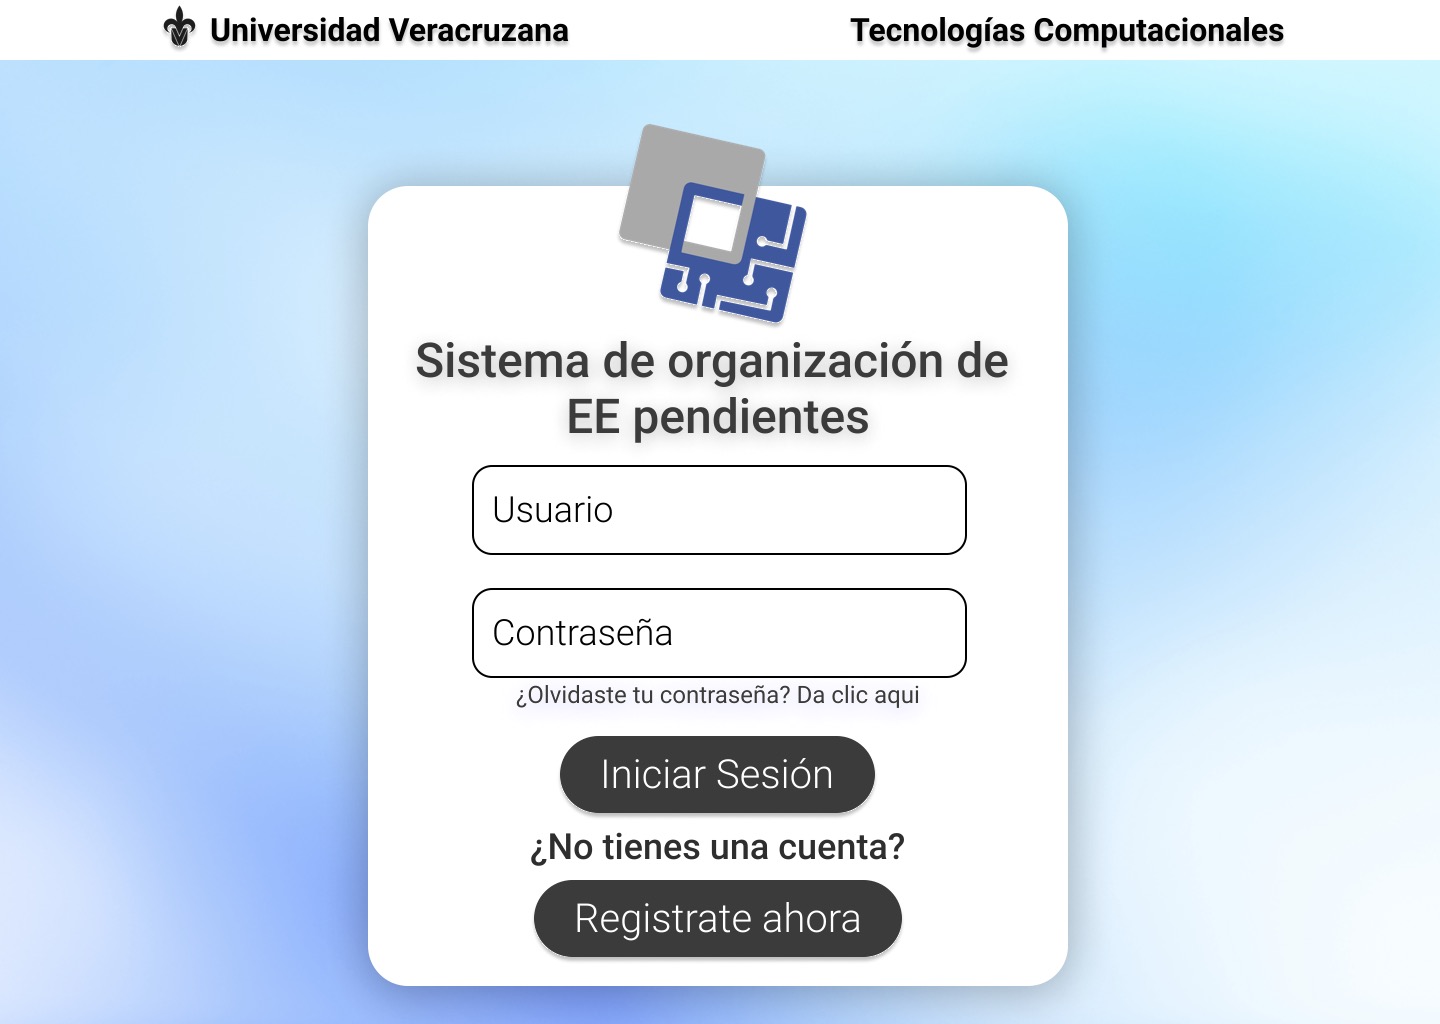 Universidad Veracruzana
Tecnologías Computacionales
Sistema de organización de
EE pendientes
Usuario
Contraseña
¿Olvidaste tu contraseña? Da clic aqui
Iniciar Sesión
¿No tienes una cuenta?
Registrate ahora